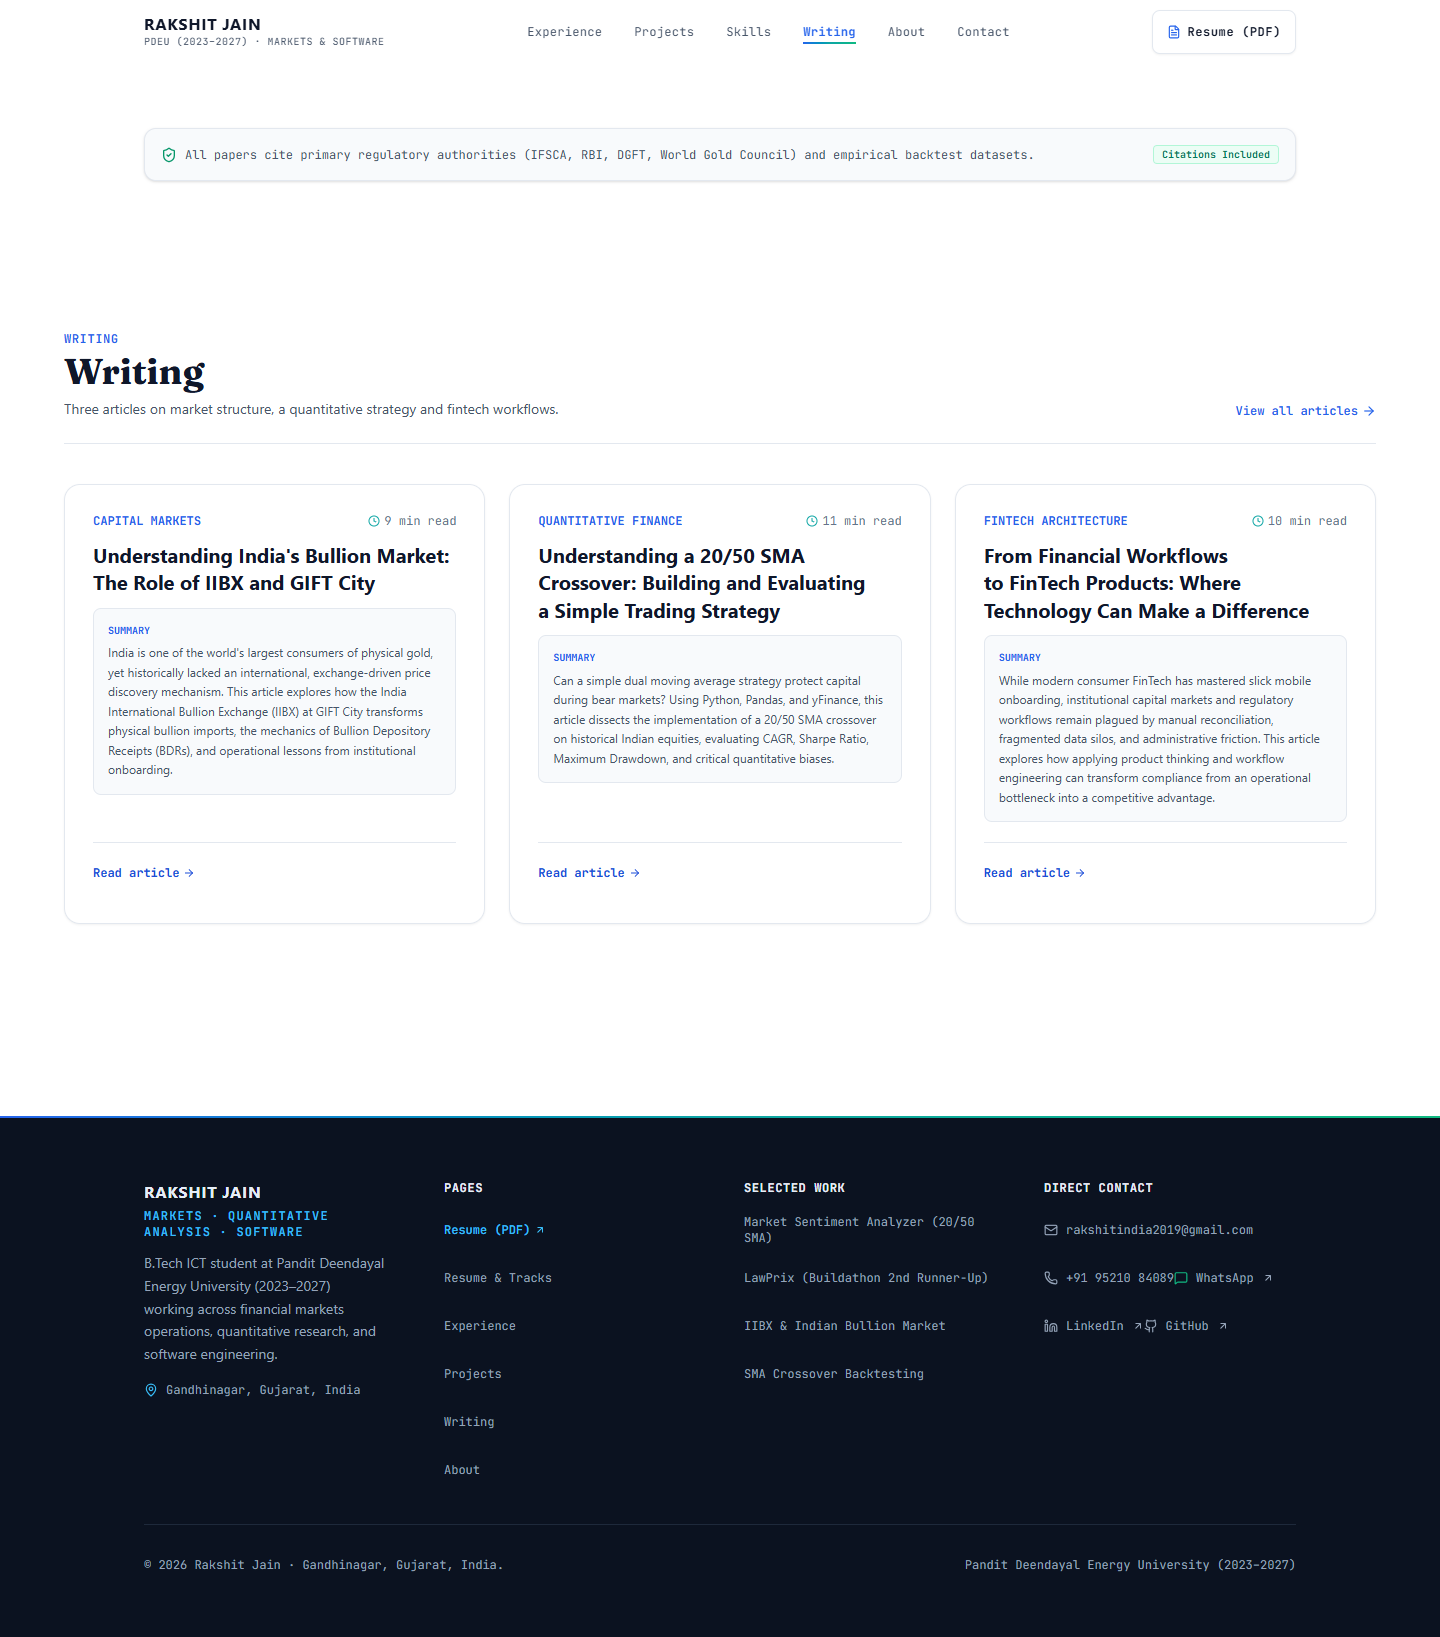 RAKSHIT JAIN
PDEU (2023–2027) · MARKETS & SOFTWARE
Experience
Projects
Skills
Writing
About
Contact
Resume (PDF)
All papers cite primary regulatory authorities (IFSCA, RBI, DGFT, World Gold Council) and empirical backtest datasets.
Citations Included
WRITING
Writing
Three articles on market structure, a quantitative strategy and fintech workflows.
View all articles →
CAPITAL MARKETS
9 min read
Understanding India's Bullion Market:
The Role of IIBX and GIFT City
SUMMARY
India is one of the world's largest consumers of physical gold,
yet historically lacked an international, exchange-driven price
discovery mechanism. This article explores how the India
International Bullion Exchange (IIBX) at GIFT City transforms
physical bullion imports, the mechanics of Bullion Depository
Receipts (BDRs), and operational lessons from institutional
onboarding.
Read article →
QUANTITATIVE FINANCE
11 min read
Understanding a 20/50 SMA
Crossover: Building and Evaluating
a Simple Trading Strategy
SUMMARY
Can a simple dual moving average strategy protect capital
during bear markets? Using Python, Pandas, and yFinance, this
article dissects the implementation of a 20/50 SMA crossover
on historical Indian equities, evaluating CAGR, Sharpe Ratio,
Maximum Drawdown, and critical quantitative biases.
Read article →
FINTECH ARCHITECTURE
10 min read
From Financial Workflows
to FinTech Products: Where
Technology Can Make a Difference
SUMMARY
While modern consumer FinTech has mastered slick mobile
onboarding, institutional capital markets and regulatory
workflows remain plagued by manual reconciliation,
fragmented data silos, and administrative friction. This article
explores how applying product thinking and workflow
engineering can transform compliance from an operational
bottleneck into a competitive advantage.
Read article →
RAKSHIT JAIN
MARKETS · QUANTITATIVE
ANALYSIS · SOFTWARE
B.Tech ICT student at Pandit Deendayal
Energy University (2023–2027)
working across financial markets
operations, quantitative research, and
software engineering.
Gandhinagar, Gujarat, India
PAGES
Resume (PDF)
Resume & Tracks
Experience
Projects
Writing
About
SELECTED WORK
Market Sentiment Analyzer (20/50
SMA)
LawPrix (Buildathon 2nd Runner-Up)
IIBX & Indian Bullion Market
SMA Crossover Backtesting
DIRECT CONTACT
rakshitindia2019@gmail.com
+91 95210 84089
WhatsApp
LinkedIn
GitHub
© 2026 Rakshit Jain · Gandhinagar, Gujarat, India.
Pandit Deendayal Energy University (2023–2027)